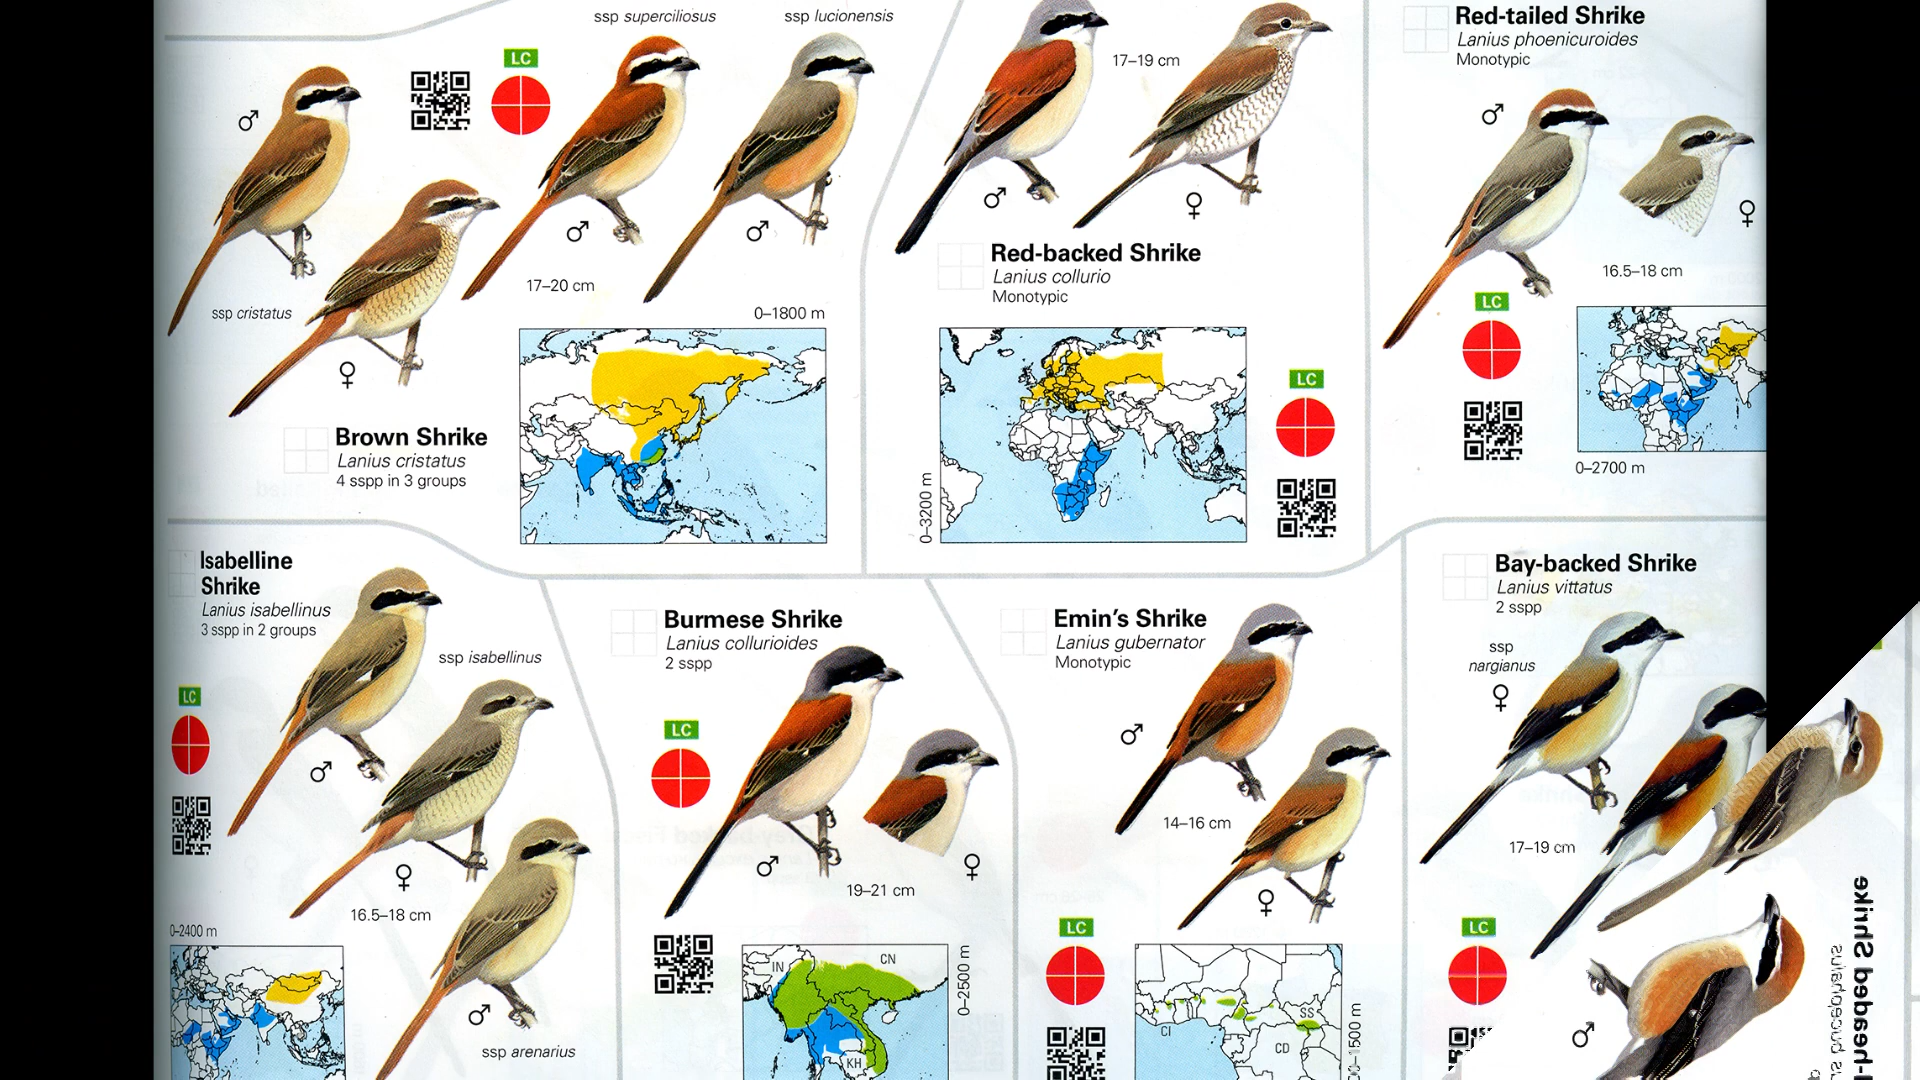 ssp superciliosus
ssp lucionensis
LC
♂
♂
♂
17–20 cm
ssp cristatus
♀
0–1800 m
Brown Shrike
Lanius cristatus
4 sspp in 3 groups
17–19 cm
♂
♀
Red-backed Shrike
Lanius collurio
Monotypic
LC
0–3200 m
Red-tailed Shrike
Lanius phoenicuroides
Monotypic
♂
♀
16.5–18 cm
LC
0–2700 m
Isabelline
Shrike
Lanius isabellinus
3 sspp in 2 groups
ssp isabellinus
LC
♂
♀
16.5–18 cm
0–2400 m
♂
ssp arenarius
Burmese Shrike
Lanius collurioides
2 sspp
LC
♂
♀
19–21 cm
IN
CN
KH
0–2500 m
Emin's Shrike
Lanius gubernator
Monotypic
♂
14–16 cm
♀
LC
CI
SS
CD
00–1500 m
Bay-backed Shrike
Lanius vittatus
2 sspp
ssp
nargianus
♀
17–19 cm
LC
♂